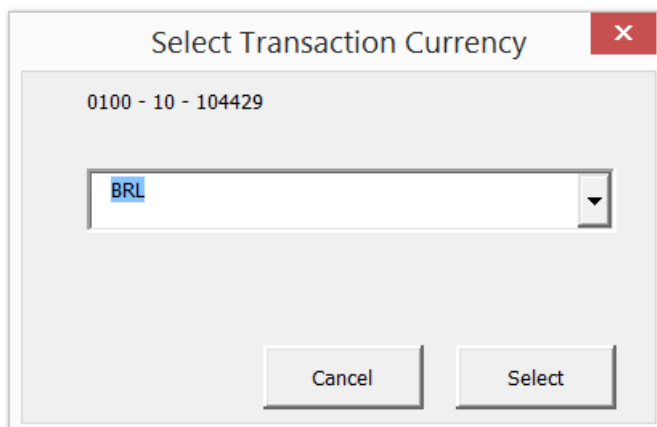 Select Transaction Currency
0100 - 10 - 104429
BRL
Cancel
Select